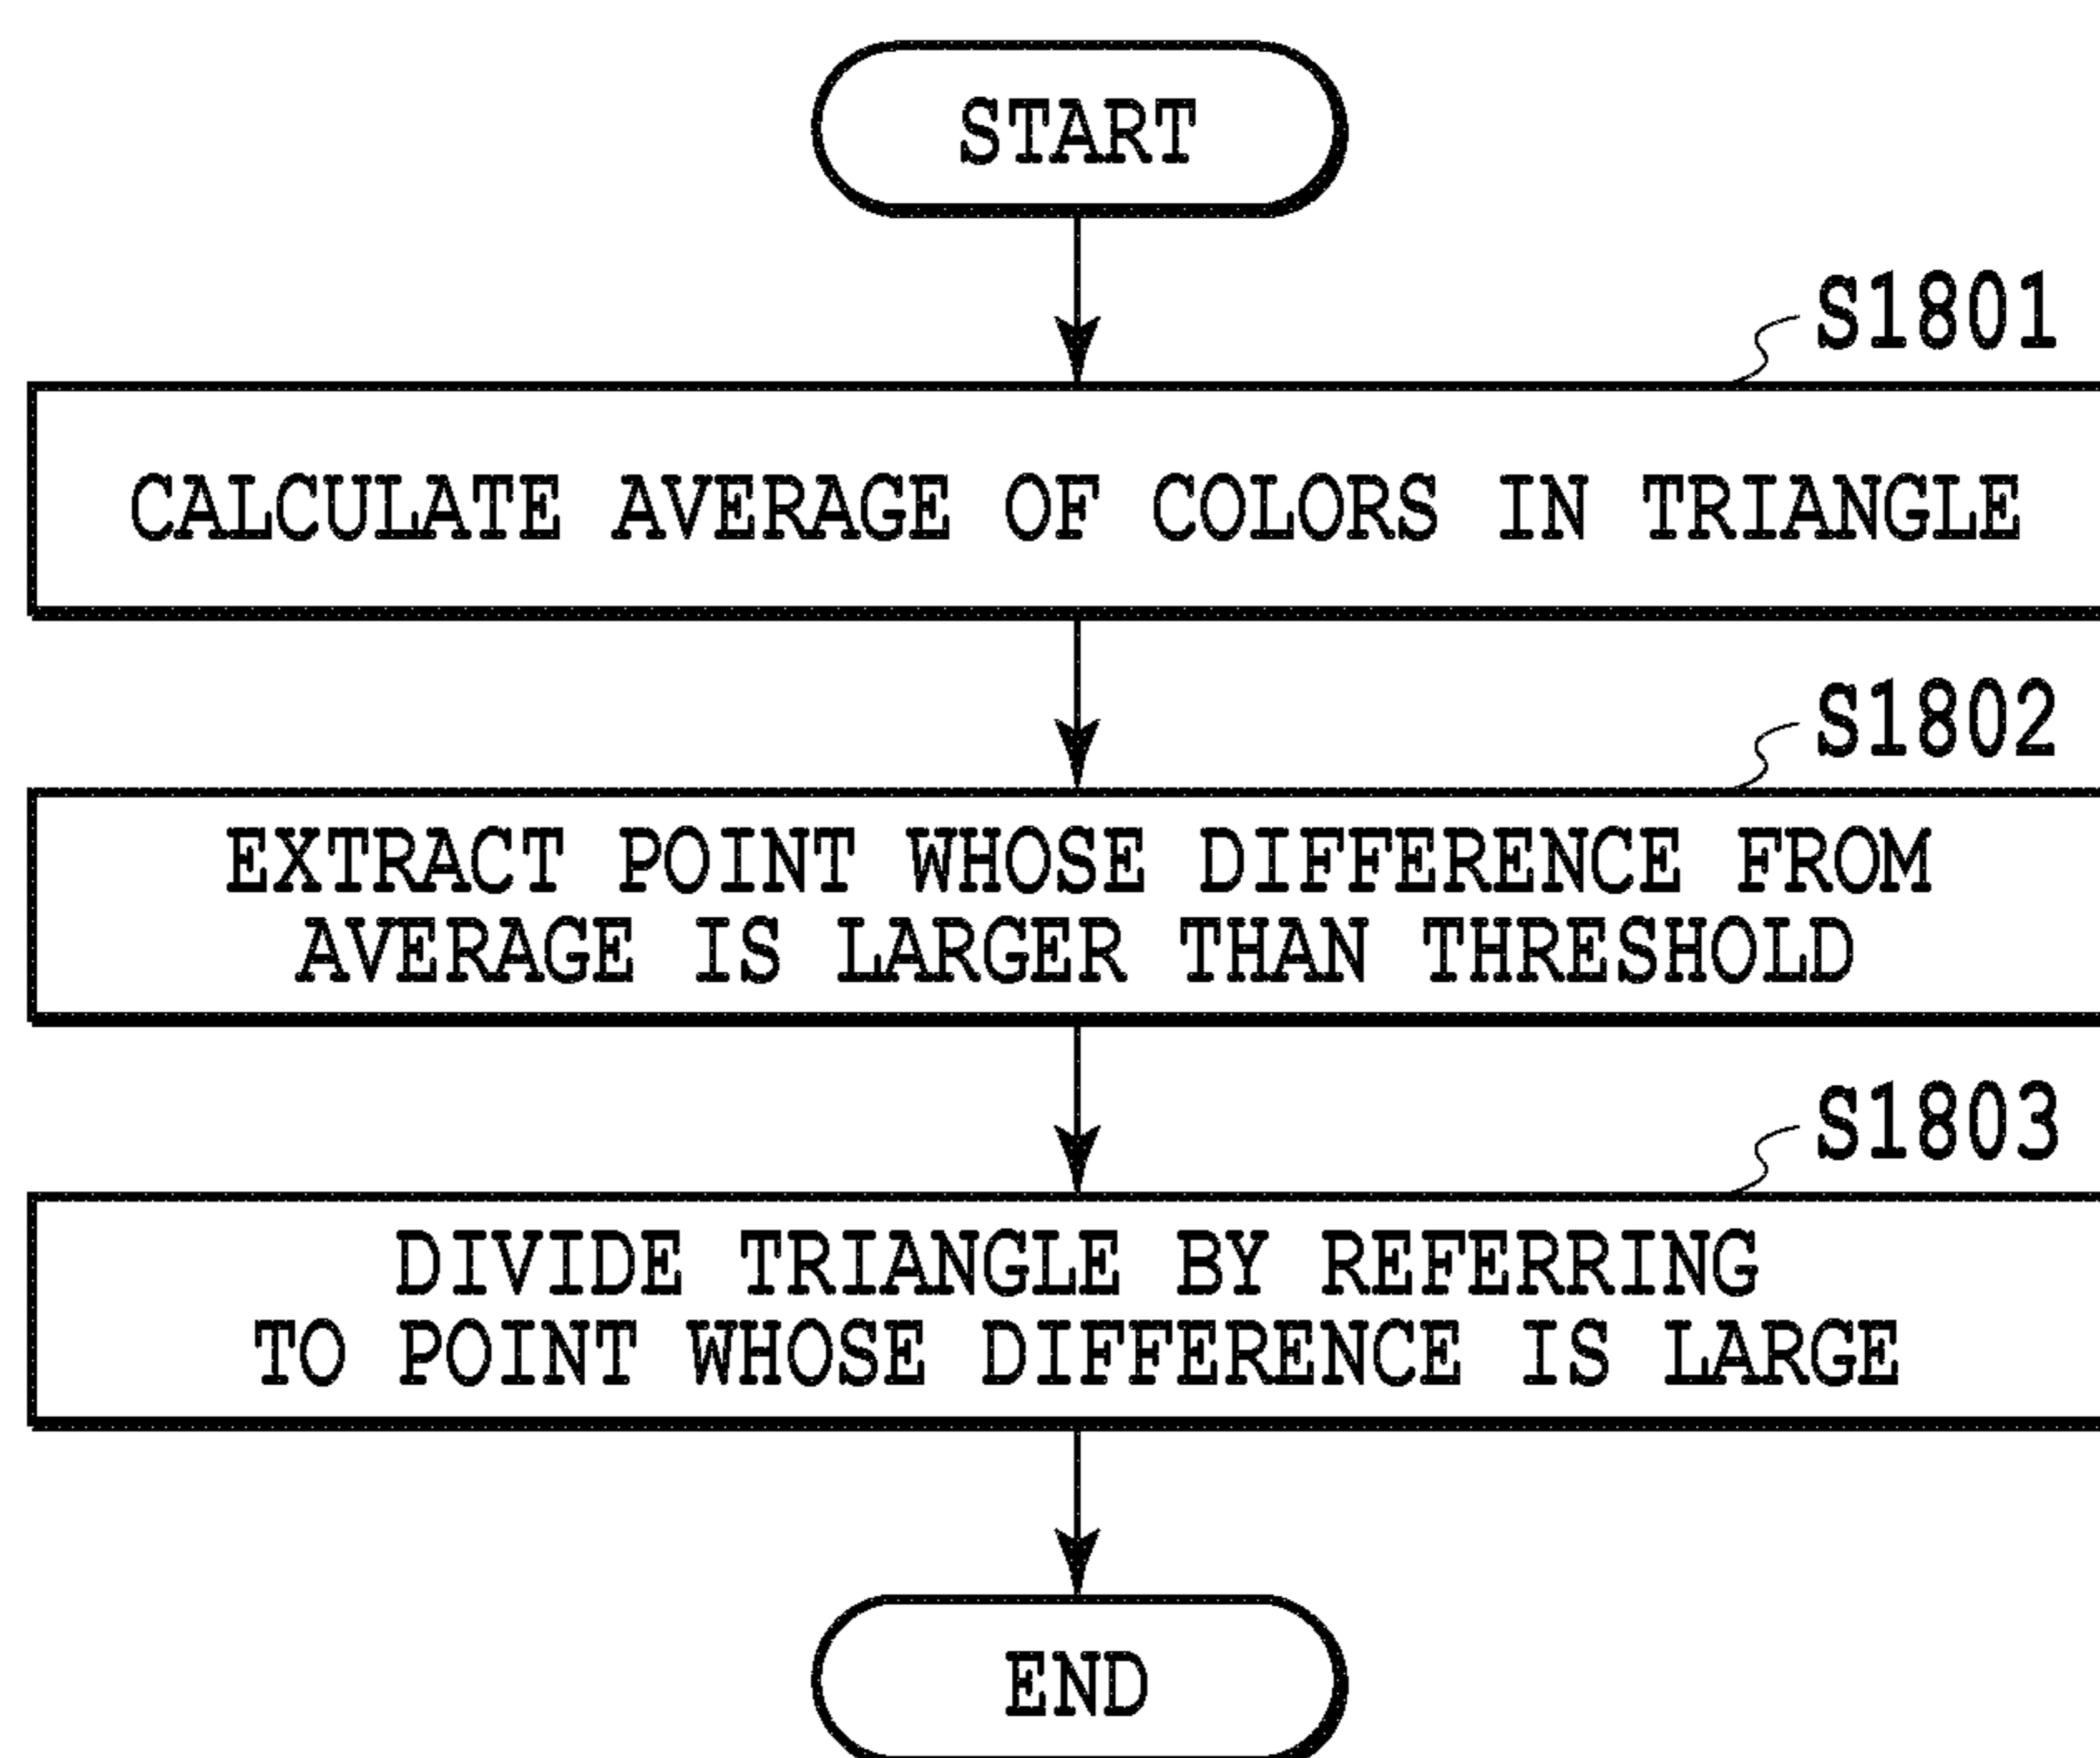 START
S1801
CALCULATE AVERAGE OF COLORS IN TRIANGLE
S1802
EXTRACT POINT WHOSE DIFFERENCE FROM
AVERAGE IS LARGER THAN THRESHOLD
S1803
DIVIDE TRIANGLE BY REFERRING
TO POINT WHOSE DIFFERENCE IS LARGE
END